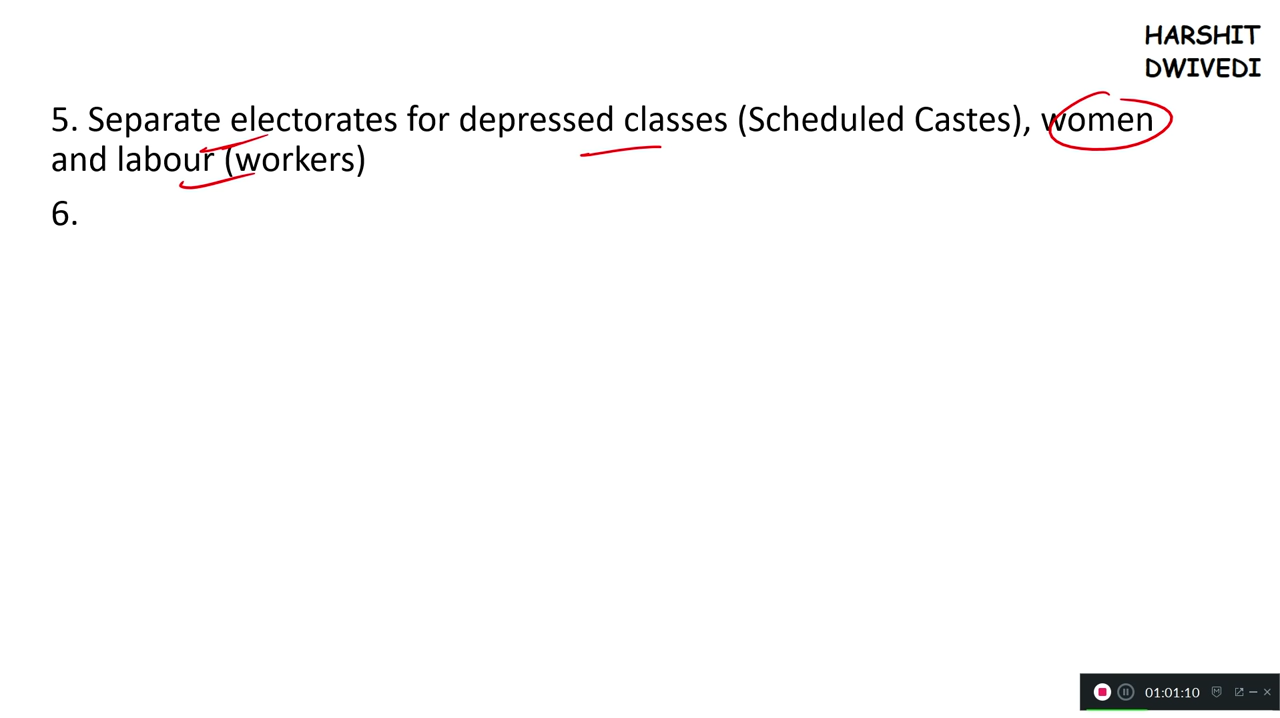 HARSHIT
DWIVEDI
5. Separate electorates for depressed classes (Scheduled Castes), women
and labour (workers)
6.
01:01:10